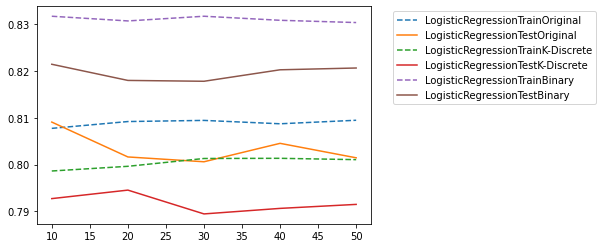 0.83
0.82
0.81
0.80
0.79
10 15 20 25 30 35 40 45 50
LogisticRegressionTrainOriginal
LogisticRegressionTestOriginal
LogisticRegressionTrainK-Discrete
LogisticRegressionTestK-Discrete
LogisticRegressionTrainBinary
LogisticRegressionTestBinary